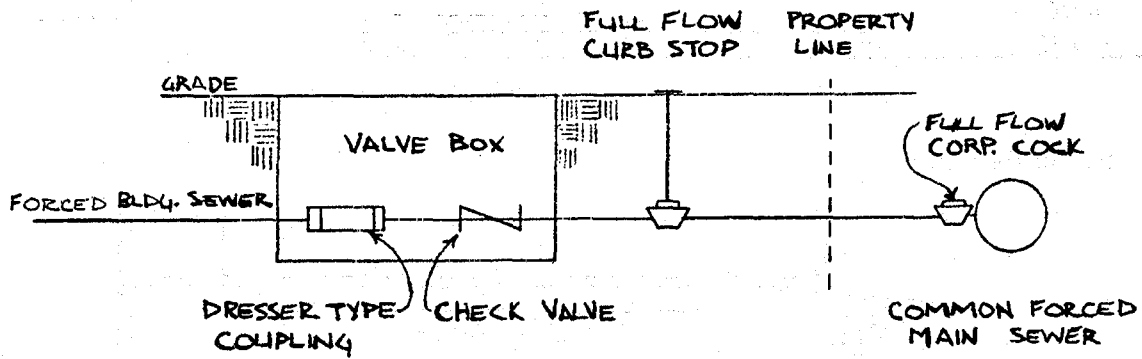 FULL FLOW
CURB STOP
PROPERTY
LINE
GRADE
VALVE BOX
FULL FLOW
CORP. COCK
FORCED BLDG. SEWER
DRESSER TYPE
COUPLING
CHECK VALVE
COMMON FORCED
MAIN SEWER